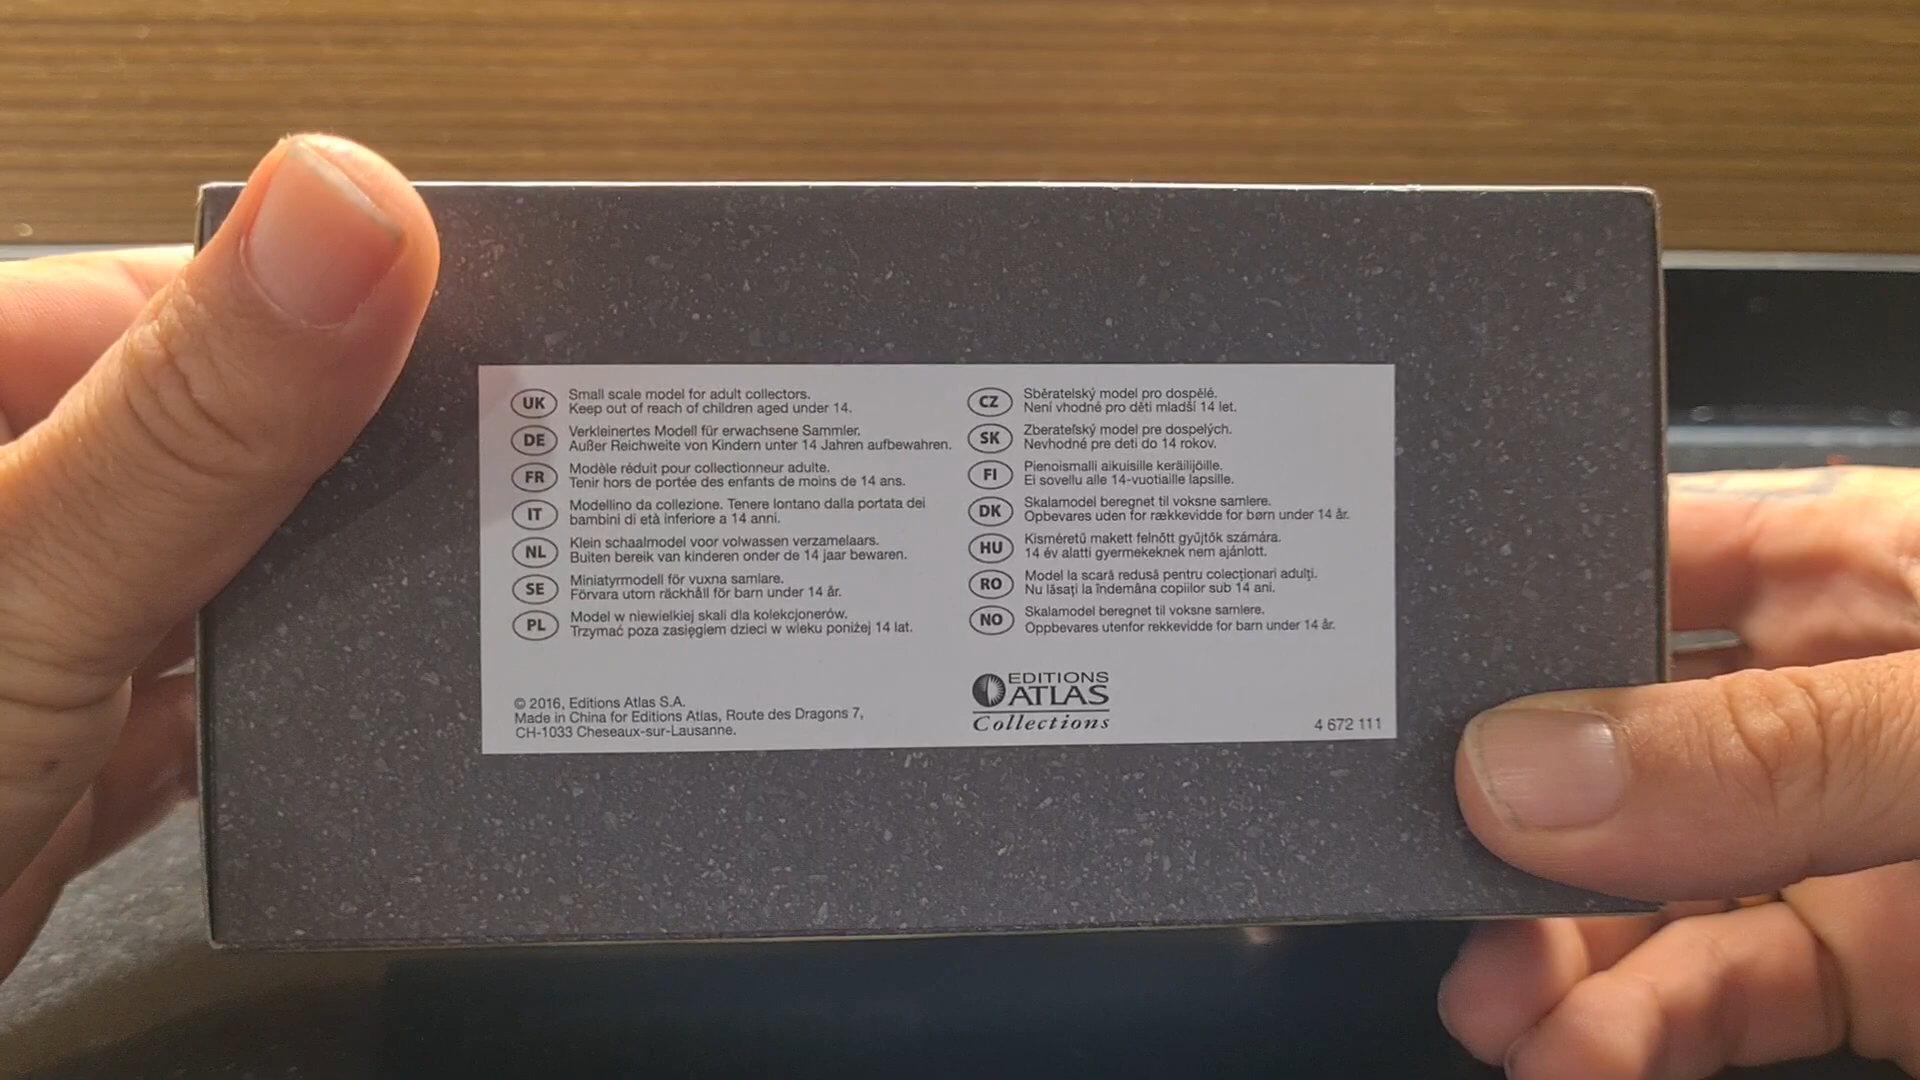 UK
Small scale model for adult collectors.
Keep out of reach of children aged under 14.
DE
Verkleinertes Modell für erwachsene Sammler.
Außer Reichweite von Kindern unter 14 Jahren aufbewahren.
FR
Modèle réduit pour collectionneur adulte.
Tenir hors de portée des enfants de moins de 14 ans.
IT
Modellino da collezione. Tenere lontano dalla portata dei
bambini di età inferiore a 14 anni.
NL
Klein schaalmodel voor volwassen verzamelaars.
Buiten bereik van kinderen onder de 14 jaar bewaren.
SE
Miniatyrmodell för vuxna samlare.
Förvara utom räckhåll för barn under 14 år.
PL
Model w niewielkiej skali dla kolekcjonerów.
Trzymać poza zasięgiem dzieci w wieku poniżej 14 lat.
CZ
Sběratelský model pro dospělé.
Není vhodné pro děti mladší 14 let.
SK
Zberateľský model pre dospelých.
Nevhodné pre deti do 14 rokov.
FI
Pienoismalli aikuisille keräilijöille.
Ei sovellu alle 14-vuotiaille lapsille.
DK
Skalamodel beregnet til voksne samlere.
Opbevares uden for rækkevidde for børn under 14 år.
HU
Kisméretű makett felnőtt gyűjtők számára.
14 év alatti gyermekeknek nem ajánlott.
RO
Model la scară redusă pentru colecționari adulți.
Nu lăsați la îndemâna copiilor sub 14 ani.
NO
Skalamodel beregnet til voksne samlere.
Oppbevares utenfor rekkevidde for barn under 14 år.
© 2016, Editions Atlas S.A.
Made in China for Editions Atlas, Route des Dragons 7,
CH-1033 Cheseaux-sur-Lausanne.
EDITIONS
ATLAS
Collections
4 672 111